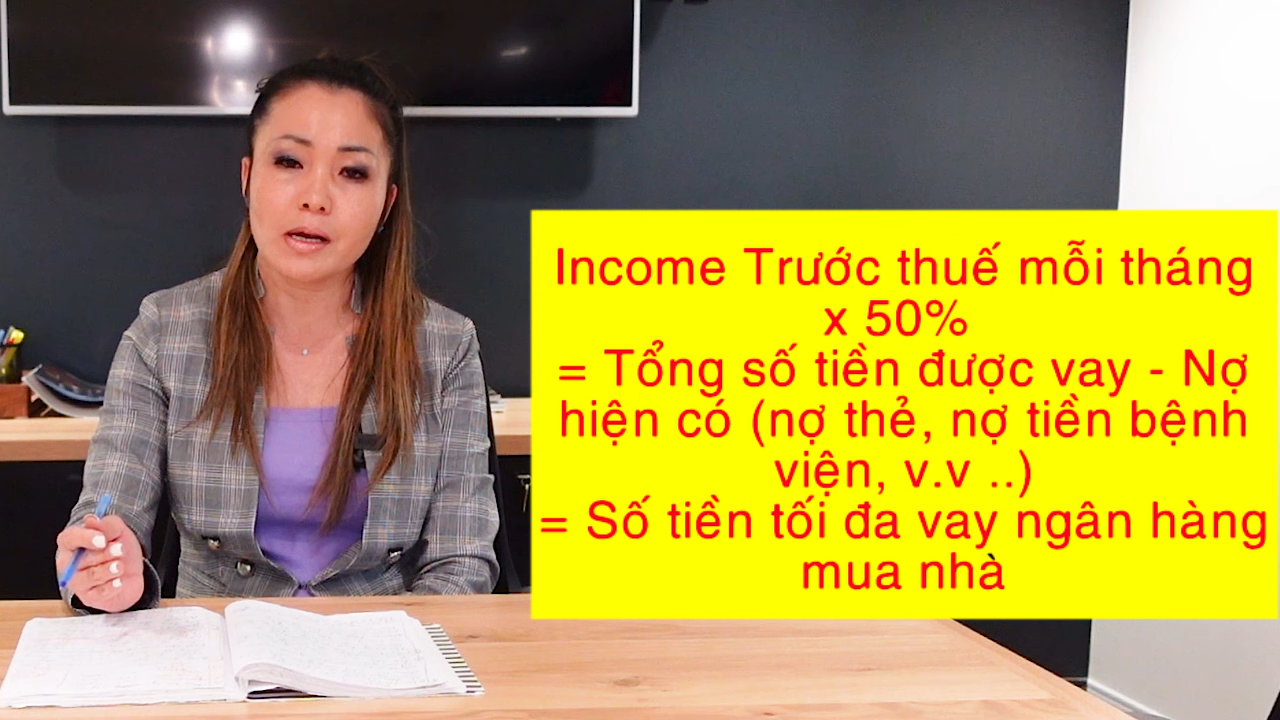 Income Trước thuế mỗi tháng
x 50%
= Tổng số tiền được vay - Nợ
hiện có (nợ thẻ, nợ tiền bệnh
viện, v.v ..)
= Số tiền tối đa vay ngân hàng
mua nhà